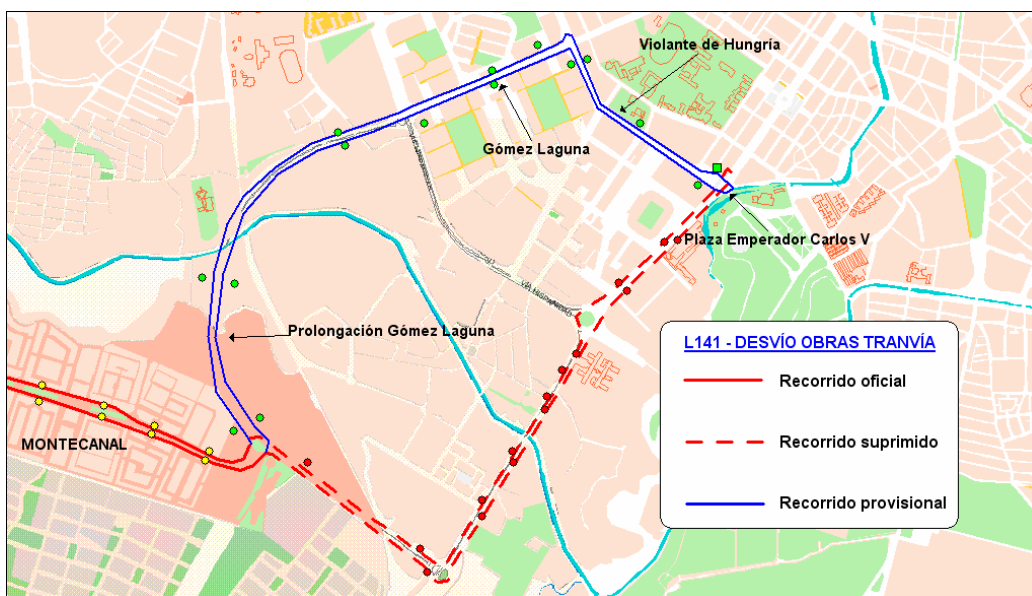 Violante de Hungría
Gómez Laguna
Plaza Emperador Carlos V
Prolongación Gómez Laguna
L141 - DESVÍO OBRAS TRANVÍA
Recorrido oficial
MONTECANAL
Recorrido suprimido
Recorrido provisional